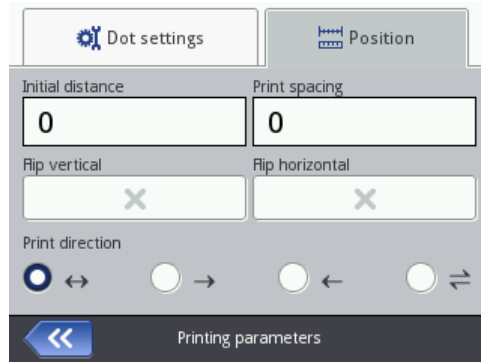 Dot settings
Position
Initial distance
Print spacing
0
0
Flip vertical
Flip horizontal
Print direction
↔ → ← ⇌
Printing parameters